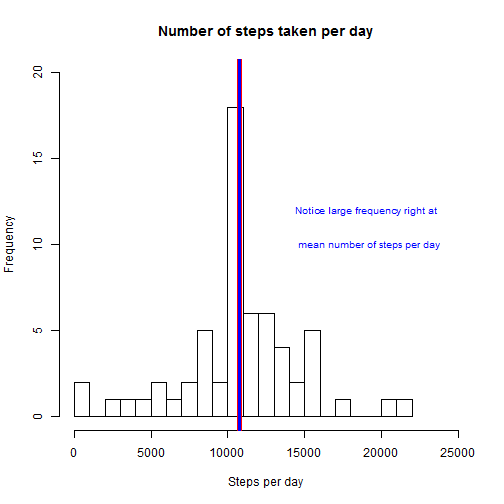 Number of steps taken per day
20
15
10
5
0
Frequency
Notice large frequency right at
mean number of steps per day
0 5000 10000 15000 20000 25000
Steps per day